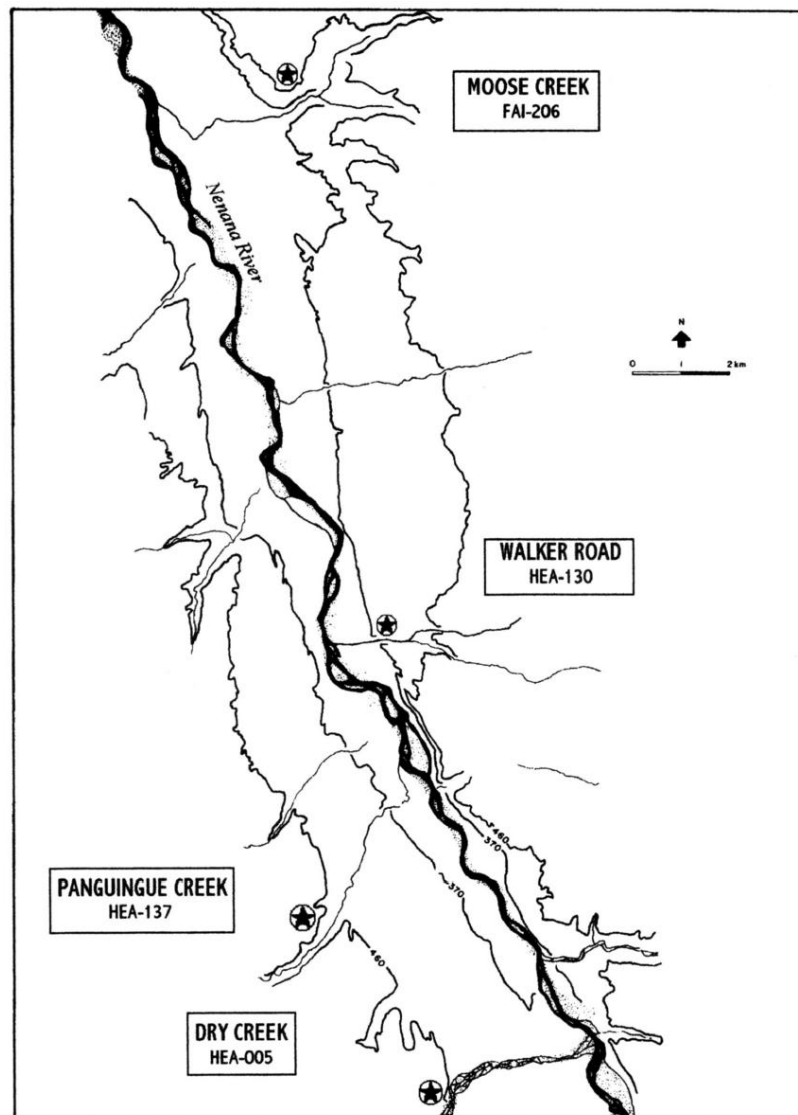 MOOSE CREEK
FAI-206
Nenana River
N
0 1 2 km
WALKER ROAD
HEA-130
460
370
370
PANGUINGUE CREEK
HEA-137
460
DRY CREEK
HEA-005